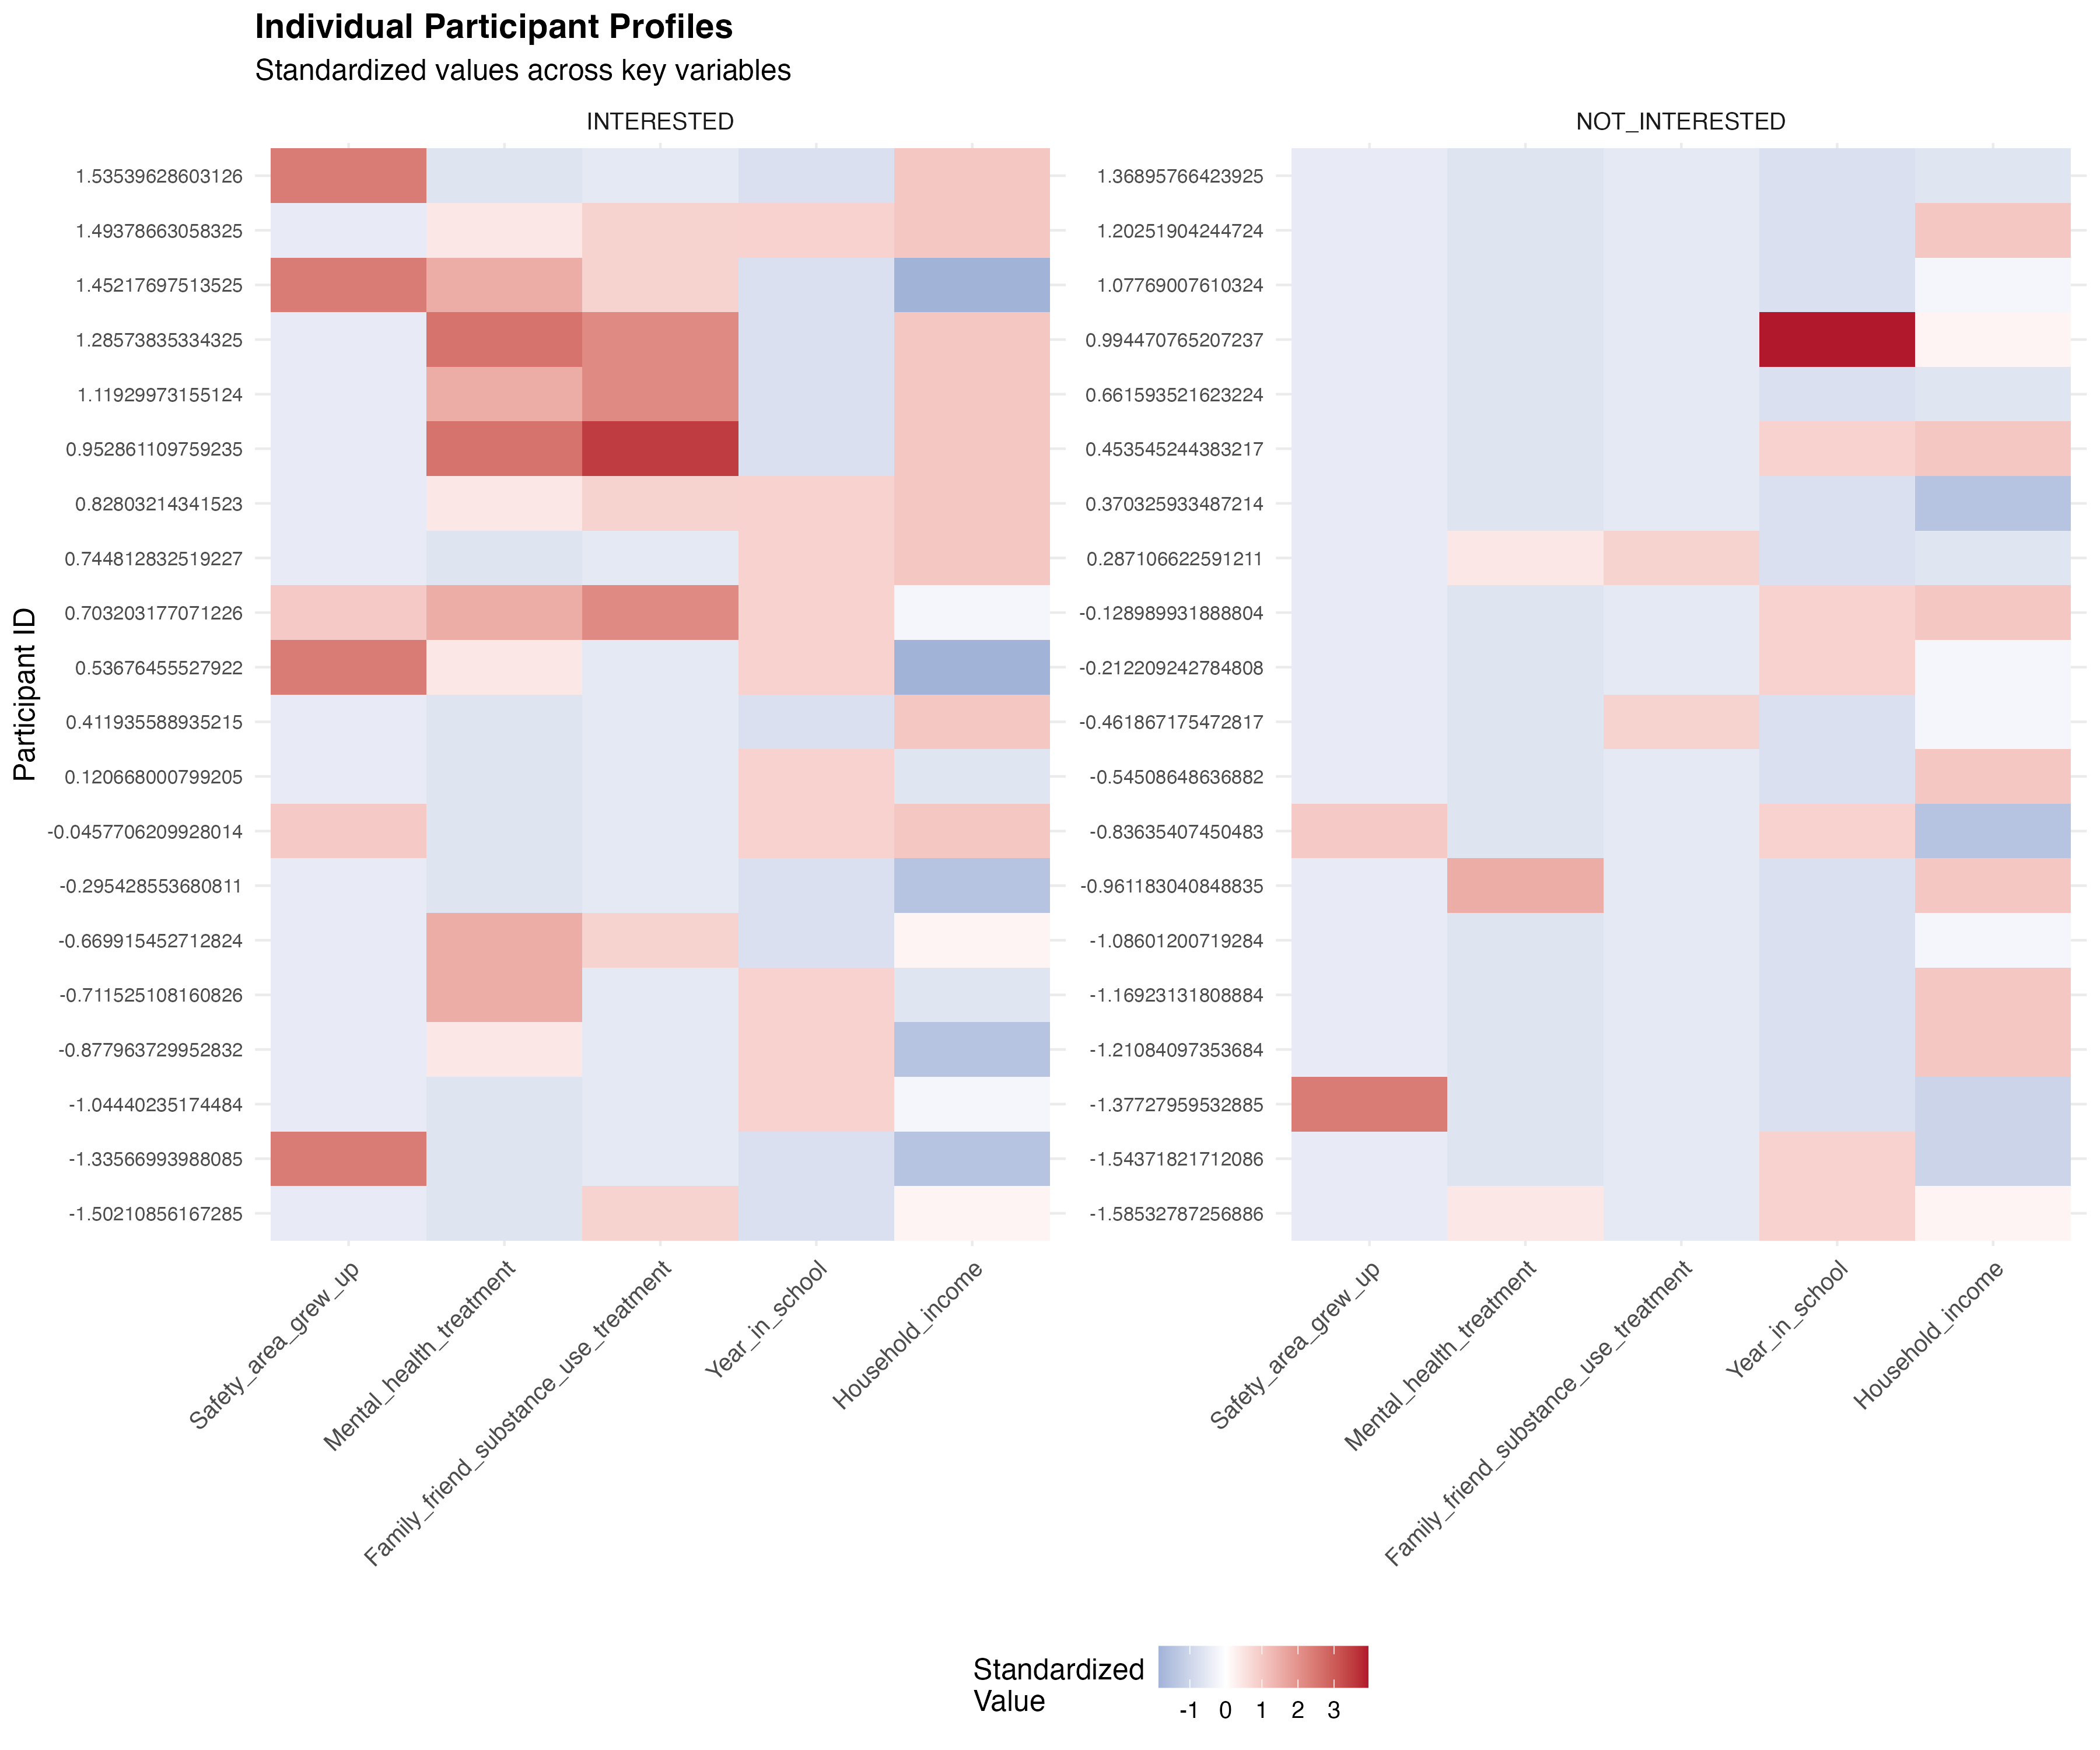 Individual Participant Profiles
Standardized values across key variables
INTERESTED
NOT_INTERESTED
Participant ID
1.53539628603126
1.49378663058325
1.45217697513525
1.28573835334325
1.11929973155124
0.952861109759235
0.82803214341523
0.744812832519227
0.703203177071226
0.53676455527922
0.411935588935215
0.120668000799205
-0.0457706209928014
-0.295428553680811
-0.669915452712824
-0.711525108160826
-0.877963729952832
-1.04440235174484
-1.33566993988085
-1.50210856167285
1.36895766423925
1.20251904244724
1.07769007610324
0.994470765207237
0.661593521623224
0.453545244383217
0.370325933487214
0.287106622591211
-0.128989931888804
-0.212209242784808
-0.461867175472817
-0.54508648636882
-0.83635407450483
-0.961183040848835
-1.08601200719284
-1.16923131808884
-1.21084097353684
-1.37727959532885
-1.54371821712086
-1.58532787256886
Safety_area_grew_up
Mental_health_treatment
Family_friend_substance_use_treatment
Year_in_school
Household_income
Safety_area_grew_up
Mental_health_treatment
Family_friend_substance_use_treatment
Year_in_school
Household_income
Standardized
Value
-1 0 1 2 3